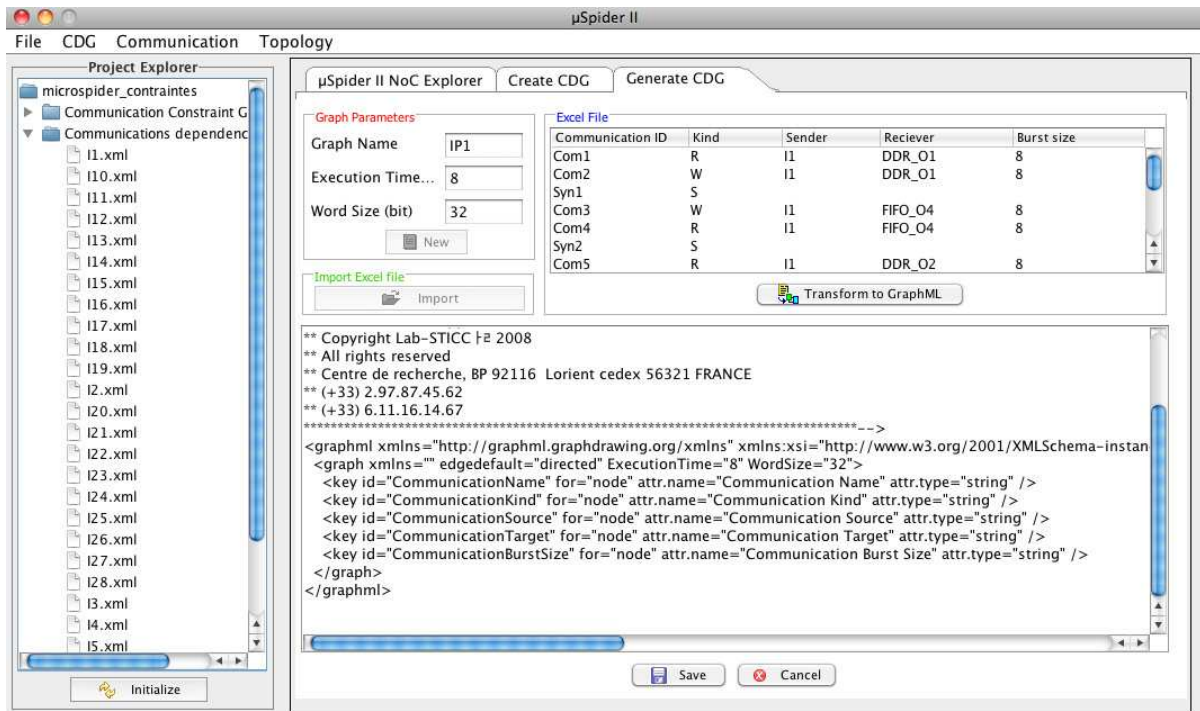 µSpider II
File CDG Communication Topology
Project Explorer
microspider_contraintes
Communication Constraint G
Communications dependenc
I1.xml
I10.xml
I11.xml
I12.xml
I13.xml
I14.xml
I15.xml
I16.xml
I17.xml
I18.xml
I19.xml
I2.xml
I20.xml
I21.xml
I22.xml
I23.xml
I24.xml
I25.xml
I26.xml
I27.xml
I28.xml
I3.xml
I4.xml
I5.xml
Initialize
µSpider II NoC Explorer Create CDG Generate CDG
Graph Parameters
Graph Name IP1
Execution Time... 8
Word Size (bit) 32
New
Import Excel file
Import
Excel File
Communication ID Kind Sender Reciever Burst size
Com1 R I1 DDR_O1 8
Com2 W I1 DDR_O1 8
Syn1 S
Com3 W I1 FIFO_O4 8
Com4 R I1 FIFO_O4 8
Syn2 S
Com5 R I1 DDR_O2 8
Transform to GraphML
** Copyright Lab-STICC 2008
** All rights reserved
** Centre de recherche, BP 92116 Lorient cedex 56321 FRANCE
** (+33) 2.97.87.45.62
** (+33) 6.11.16.14.67
*******************************************************************************-->
<graphml xmlns="http://graphml.graphdrawing.org/xmlns" xmlns:xsi="http://www.w3.org/2001/XMLSchema-instan
<graph xmlns="" edgedefault="directed" ExecutionTime="8" WordSize="32">
<key id="CommunicationName" for="node" attr.name="Communication Name" attr.type="string" />
<key id="CommunicationKind" for="node" attr.name="Communication Kind" attr.type="string" />
<key id="CommunicationSource" for="node" attr.name="Communication Source" attr.type="string" />
<key id="CommunicationTarget" for="node" attr.name="Communication Target" attr.type="string" />
<key id="CommunicationBurstSize" for="node" attr.name="Communication Burst Size" attr.type="string" />
</graph>
</graphml>
Save Cancel